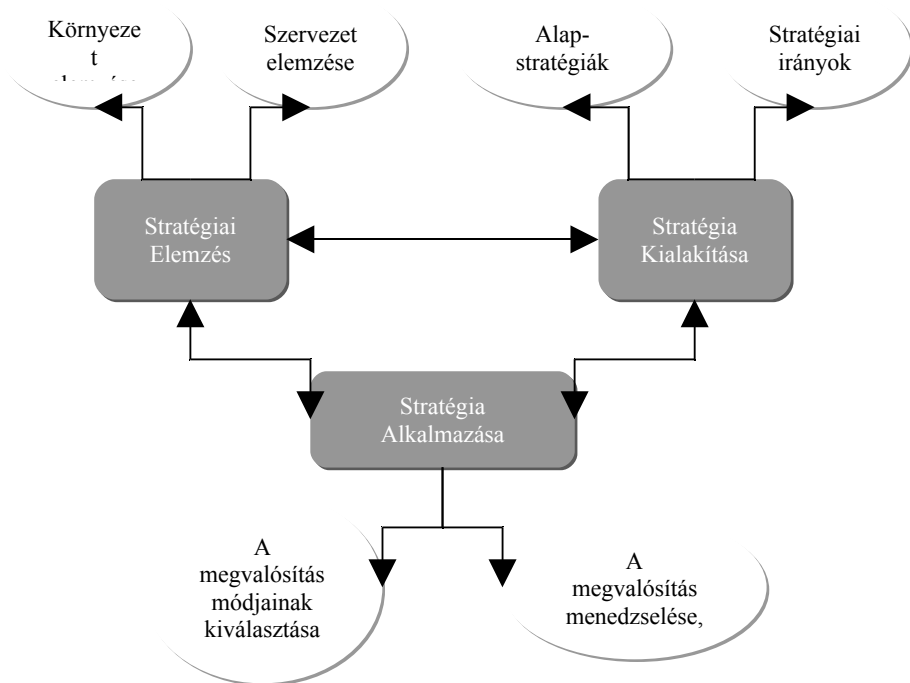 Környeze
t
Szervezet
elemzése
Alap-
stratégiák
Stratégiai
irányok
Stratégiai
Elemzés
Stratégia
Kialakítása
Stratégia
Alkalmazása
A
megvalósítás
módjainak
kiválasztása
A
megvalósítás
menedzselése,